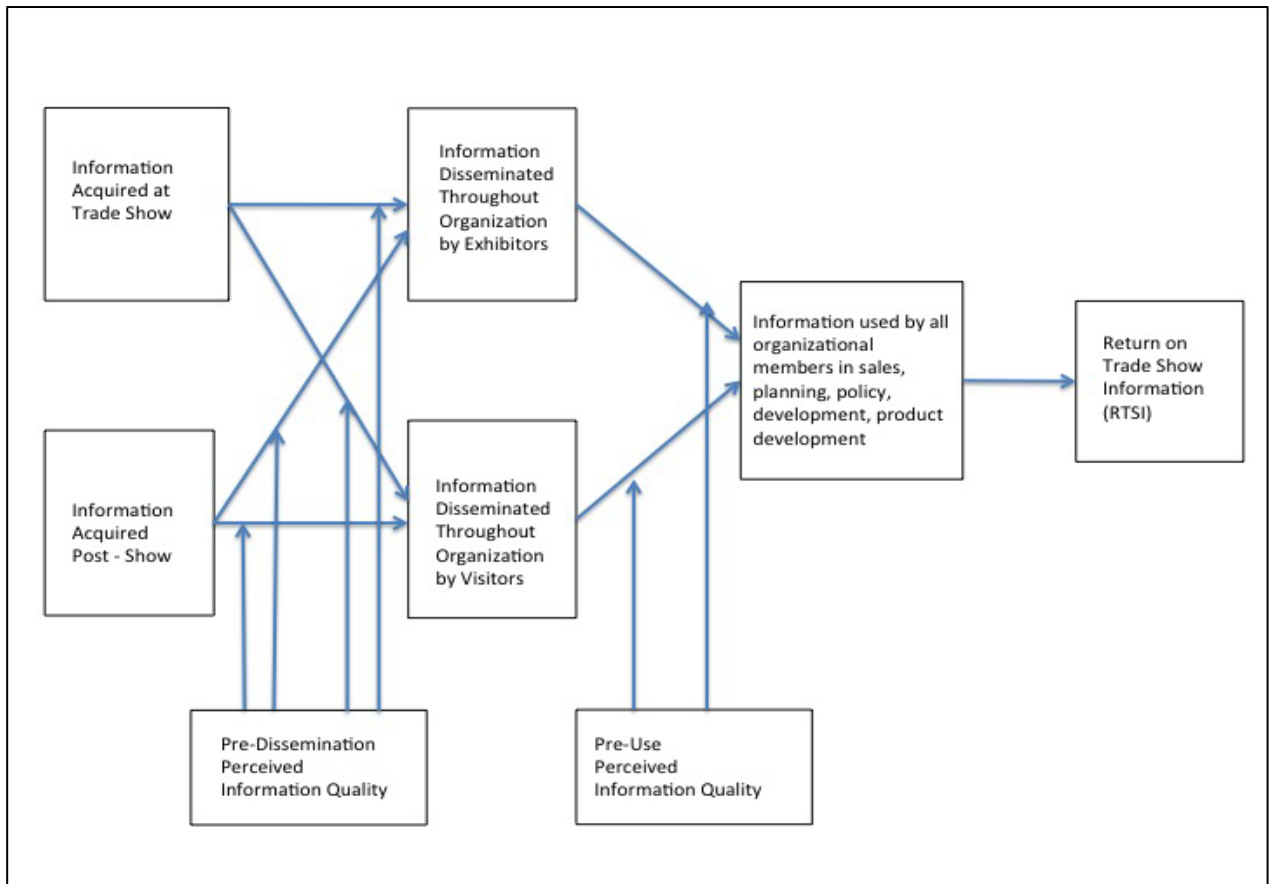 Information
Acquired at
Trade Show
Information
Disseminated
Throughout
Organization
by Exhibitors
Information used by all
organizational
members in sales,
planning, policy,
development, product
development
Return on
Trade Show
Information
(RTSI)
Information
Acquired
Post - Show
Information
Disseminated
Throughout
Organization
by Visitors
Pre-Dissemination
Perceived
Information Quality
Pre-Use
Perceived
Information Quality